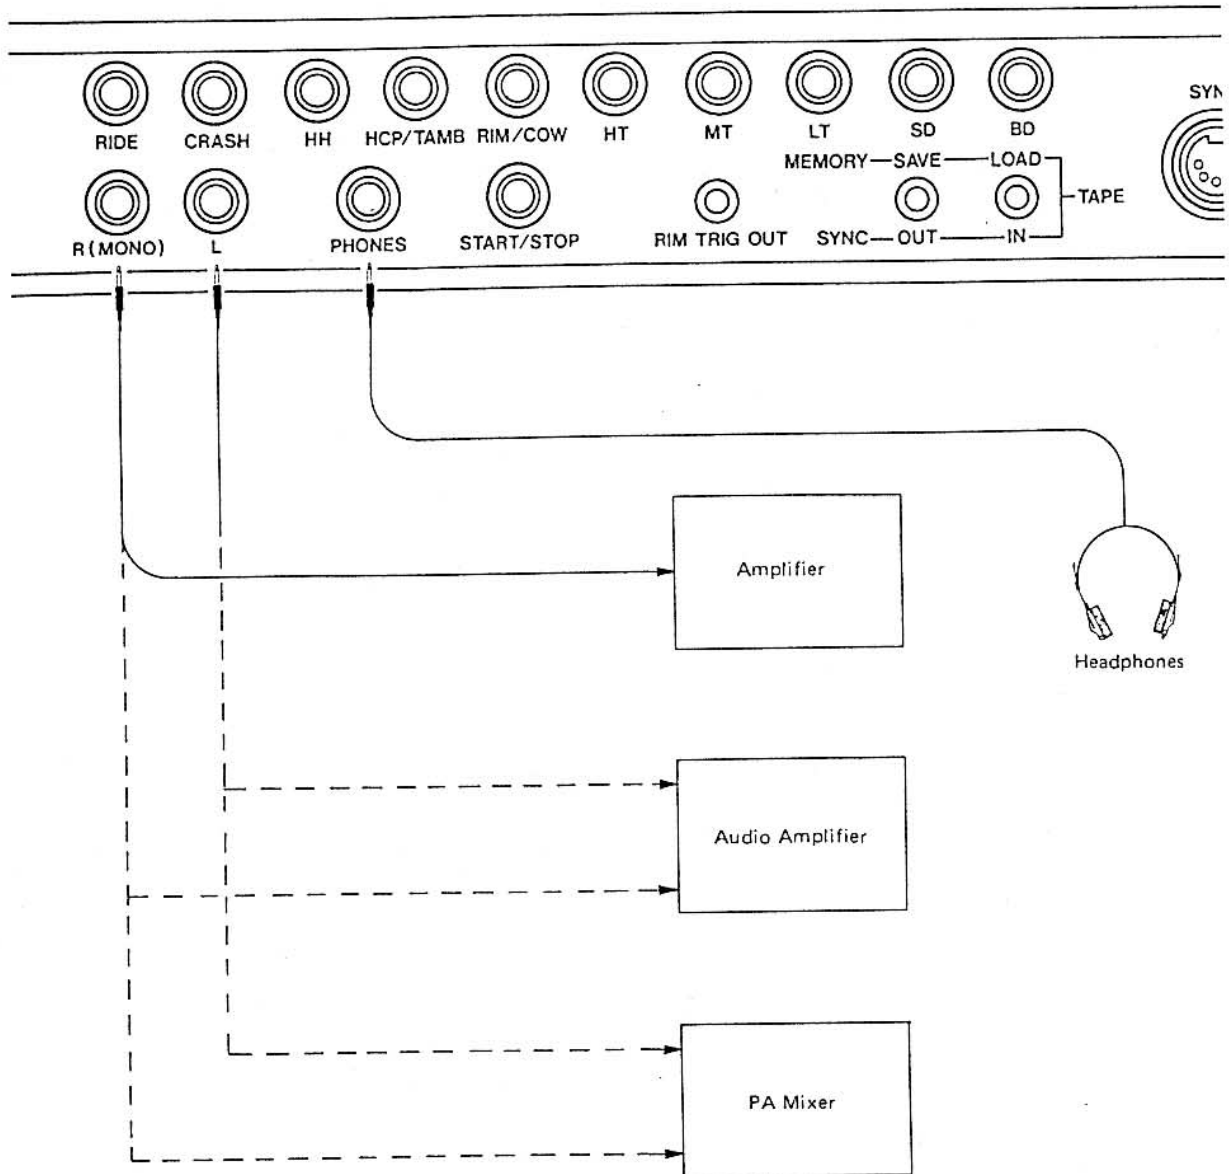 RIDE CRASH HH HCP/TAMB RIM/COW HT MT LT SD BD SYN
MEMORY SAVE LOAD
TAPE
R (MONO) L PHONES START/STOP RIM TRIG OUT SYNC OUT IN
Amplifier
Headphones
Audio Amplifier
PA Mixer